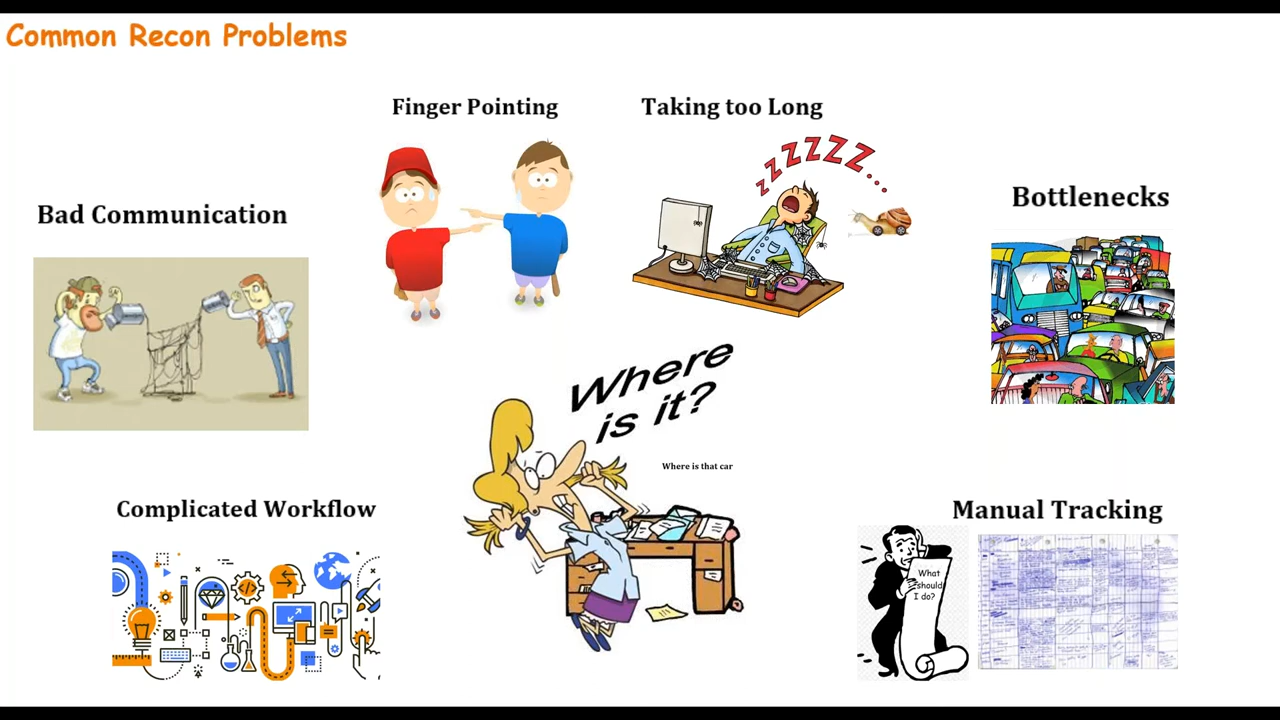 Common Recon Problems
Finger Pointing
Taking too Long
zzZZZZZ...
Bad Communication
Bottlenecks
Where
is it?
Where is that car
Complicated Workflow
Manual Tracking
What
should
I do?